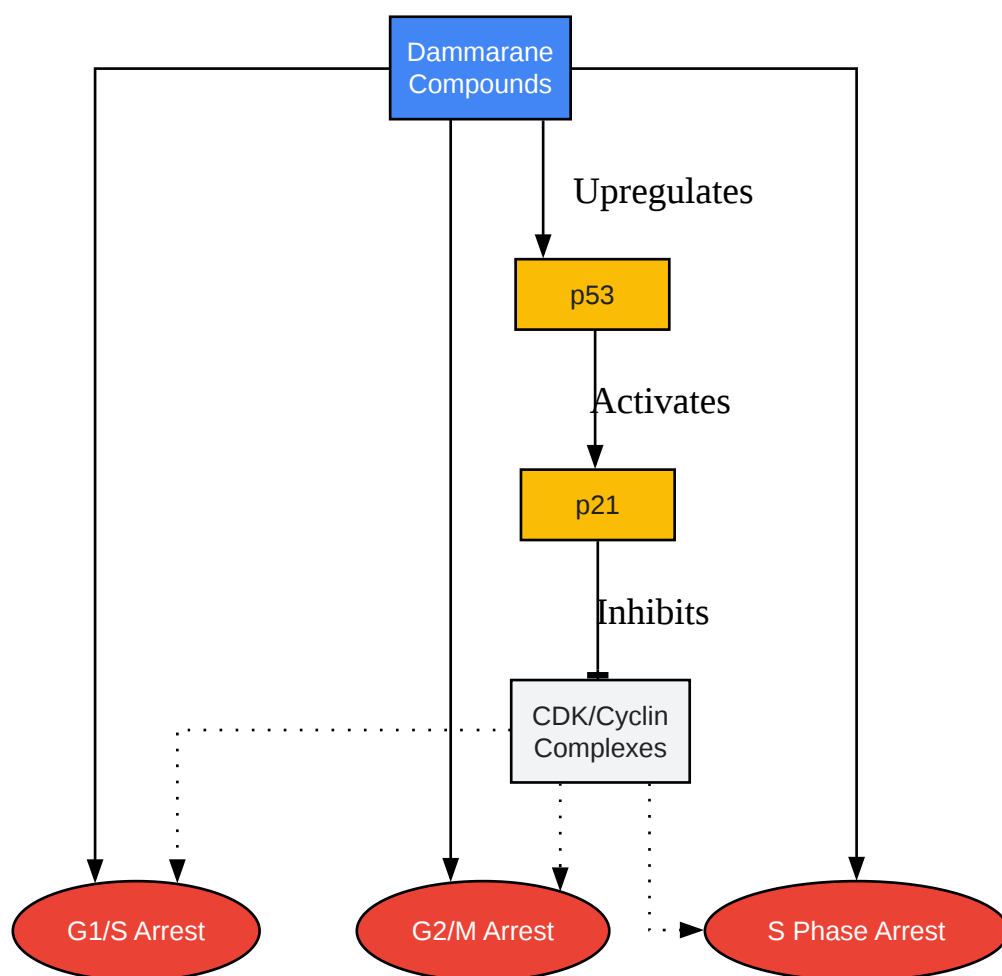 Dammarane
Compounds
Upregulates
p53
Activates
p21
Inhibits
CDK/Cyclin
Complexes
G1/S Arrest
G2/M Arrest
S Phase Arrest